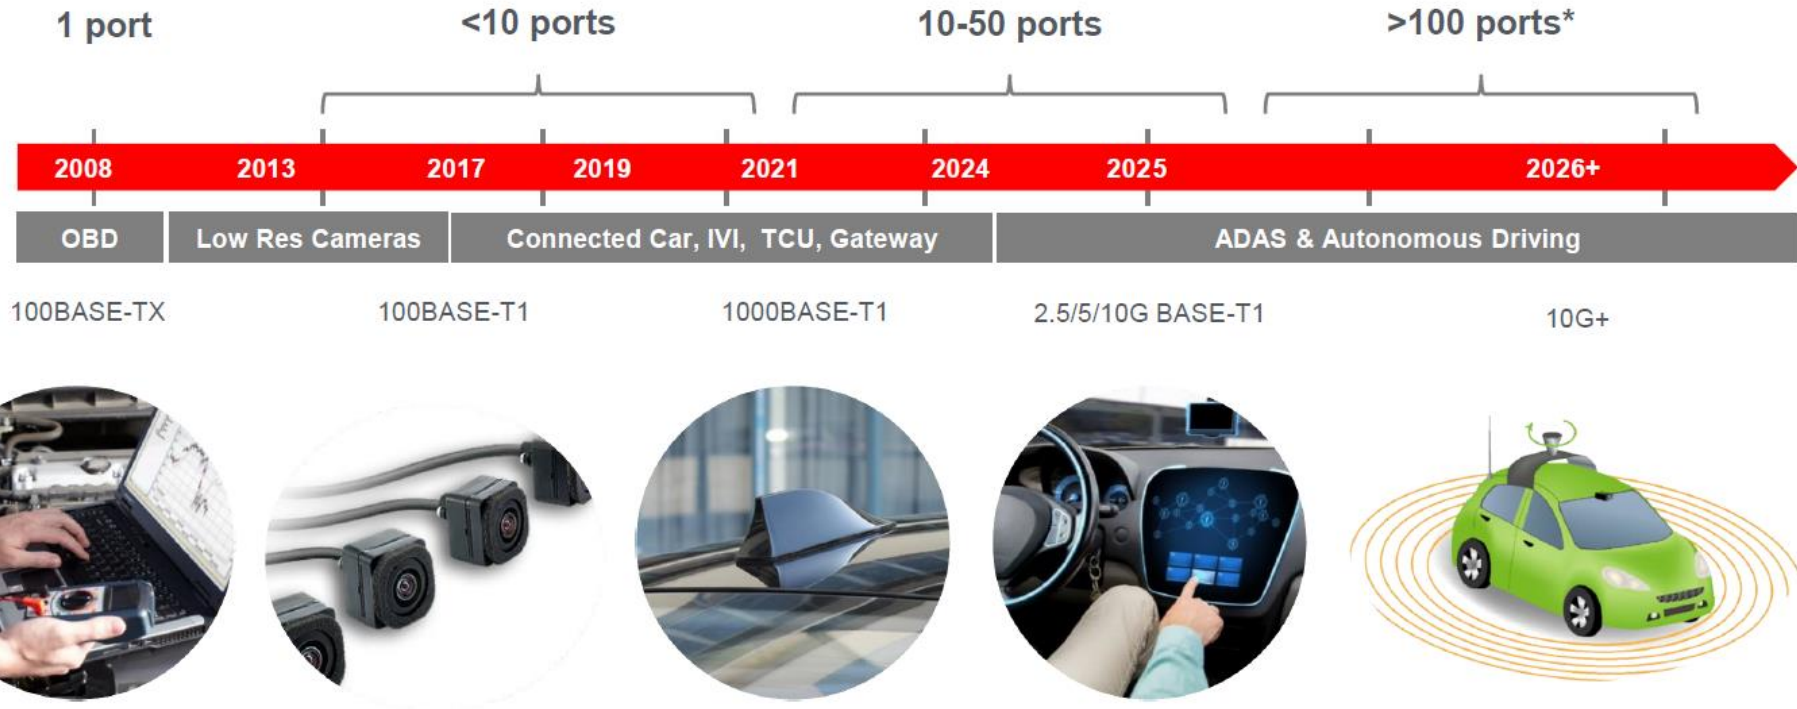 1 port <10 ports 10-50 ports >100 ports*
2008 2013 2017 2019 2021 2024 2025 2026+
OBD Low Res Cameras Connected Car, IVI, TCU, Gateway ADAS & Autonomous Driving
100BASE-TX 100BASE-T1 1000BASE-T1 2.5/5/10G BASE-T1 10G+